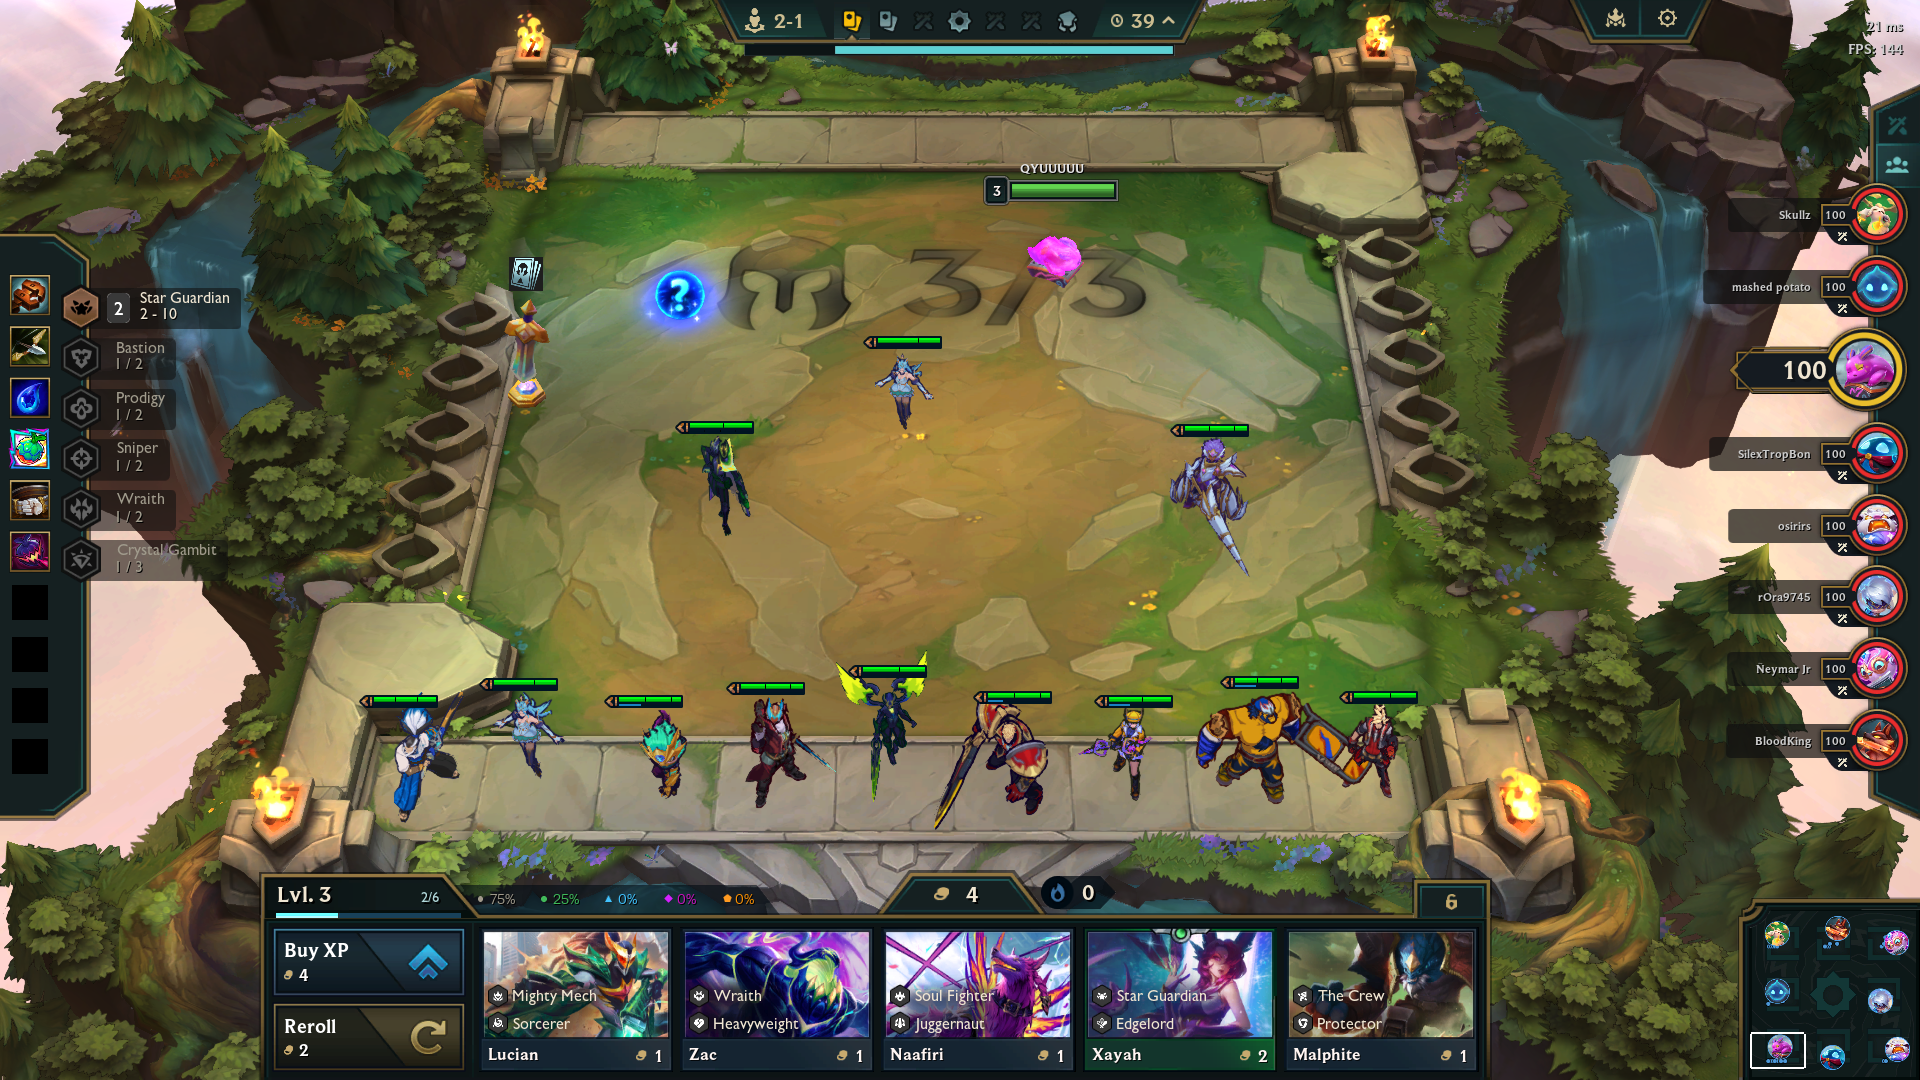 2-1
39
21 ms
FPS: 144
QYUUUUU
3
3/3
?
2
Star Guardian
2 - 10
Bastion
1 / 2
Prodigy
1 / 2
Sniper
1 / 2
Wraith
1 / 2
Crystal Gambit
1 / 3
Skullz
100
mashed potato
100
100
SilexTropBon
100
osirirs
100
rOra9745
100
Ñeymar Jr
100
BloodKing
100
Lvl. 3
2/6
75%
25%
0%
0%
0%
4
0
6
Buy XP
4
Reroll
2
Mighty Mech
Sorcerer
Lucian
1
Wraith
Heavyweight
Zac
1
Soul Fighter
Juggernaut
Naafiri
1
Star Guardian
Edgelord
Xayah
2
The Crew
Protector
Malphite
1